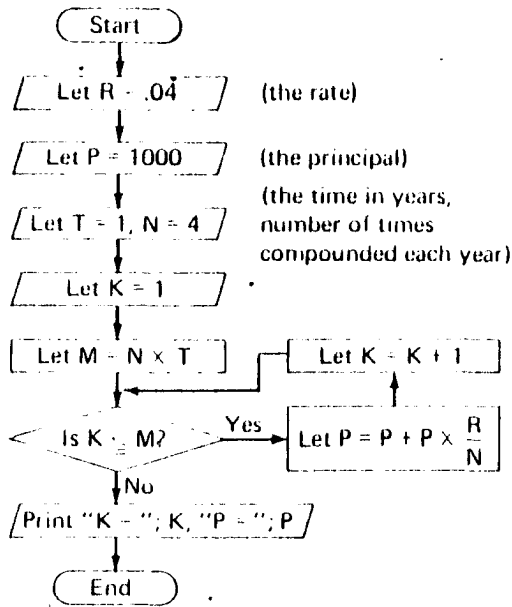 Start
Let R = .04
(the rate)
Let P = 1000
(the principal)
(the time in years,
Let T = 1, N = 4
number of times
compounded each year)
Let K = 1
Let M = N × T
Let K = K + 1
Is K ≤ M?
Yes
Let P = P + P × R/N
No
Print "K = "; K, "P = "; P
End